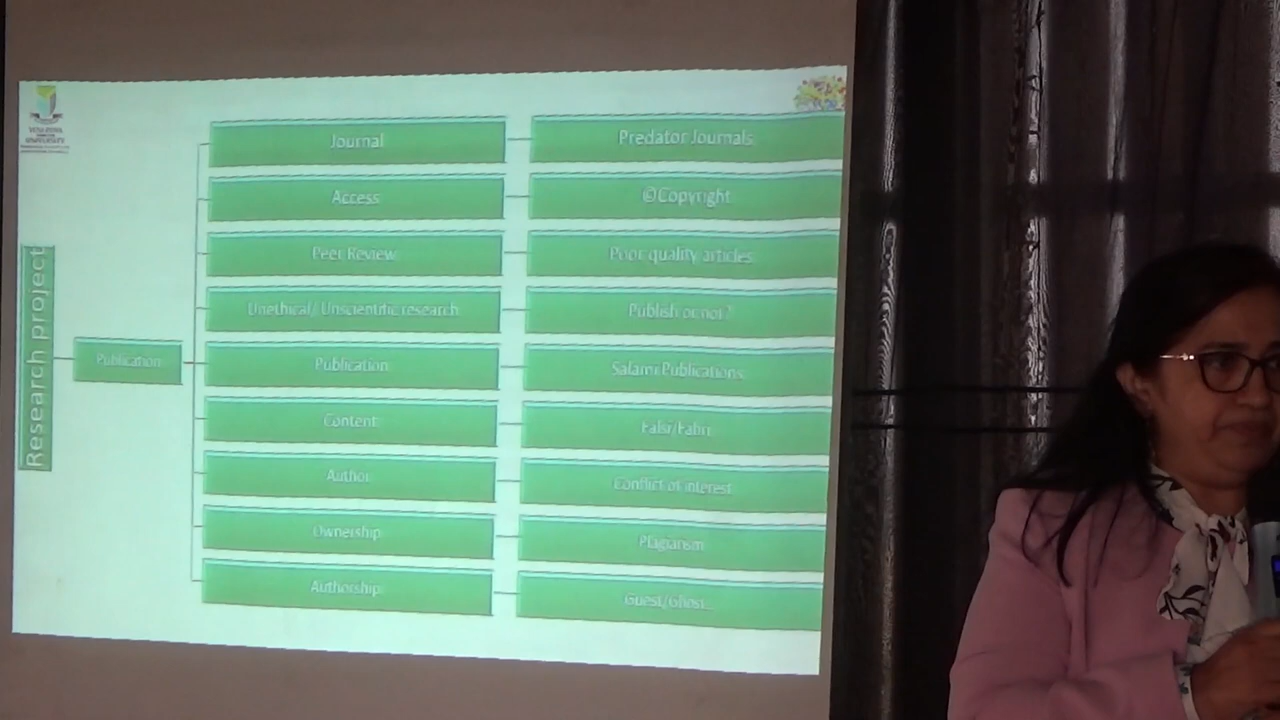 Research project
Publication
Journal
Predator Journals
Access
©Copyright
Peer Review
Poor quality articles
Unethical/ Unscientific research
Publish or not?
Publication
Salami Publications
Content
Falsi/Fabri
Author
Conflict of interest
Ownership
Plagiarism
Authorship
Guest/Ghost